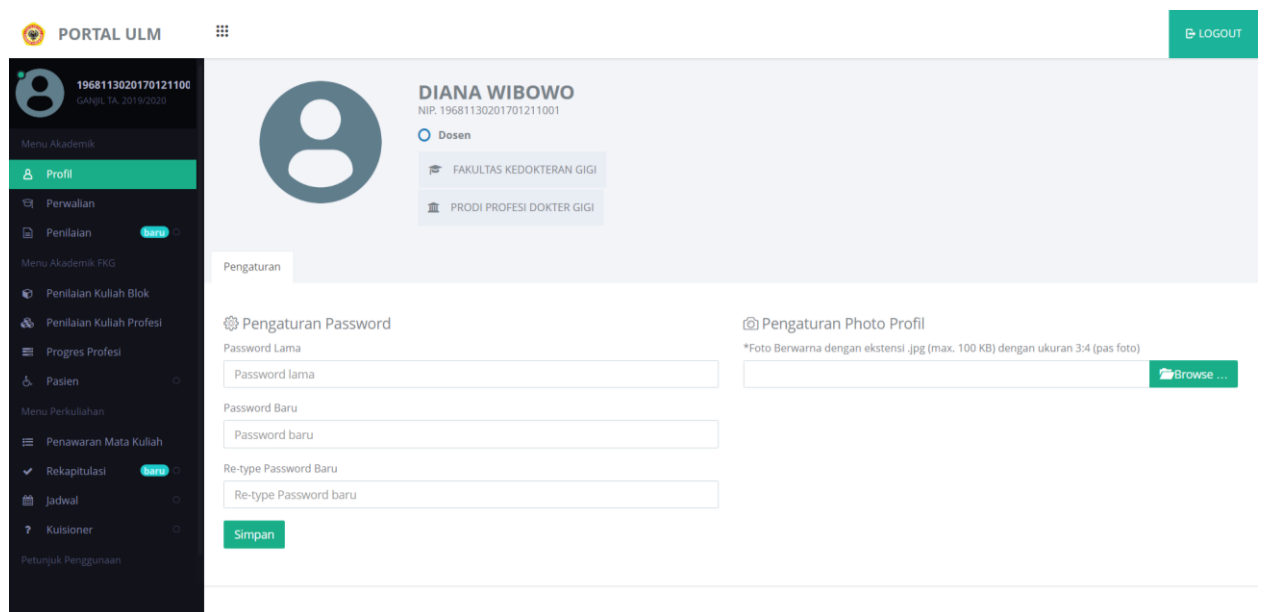 PORTAL ULM
LOGOUT
1968113020170121100
GANJIL TA. 2019/2020
Menu Akademik
Profil
Perwalian
Penilaian baru
Menu Akademik FKG
Penilaian Kuliah Blok
Penilaian Kuliah Profesi
Progres Profesi
Pasien
Menu Perkuliahan
Penawaran Mata Kuliah
Rekapitulasi baru
Jadwal
Kuisioner
Petunjuk Penggunaan
DIANA WIBOWO
NIP. 19681130201701211001
Dosen
FAKULTAS KEDOKTERAN GIGI
PRODI PROFESI DOKTER GIGI
Pengaturan
Pengaturan Password
Password Lama
Password lama
Password Baru
Password baru
Re-type Password Baru
Re-type Password baru
Simpan
Pengaturan Photo Profil
*Foto Berwarna dengan ekstensi .jpg (max. 100 KB) dengan ukuran 3:4 (pas foto)
Browse ...